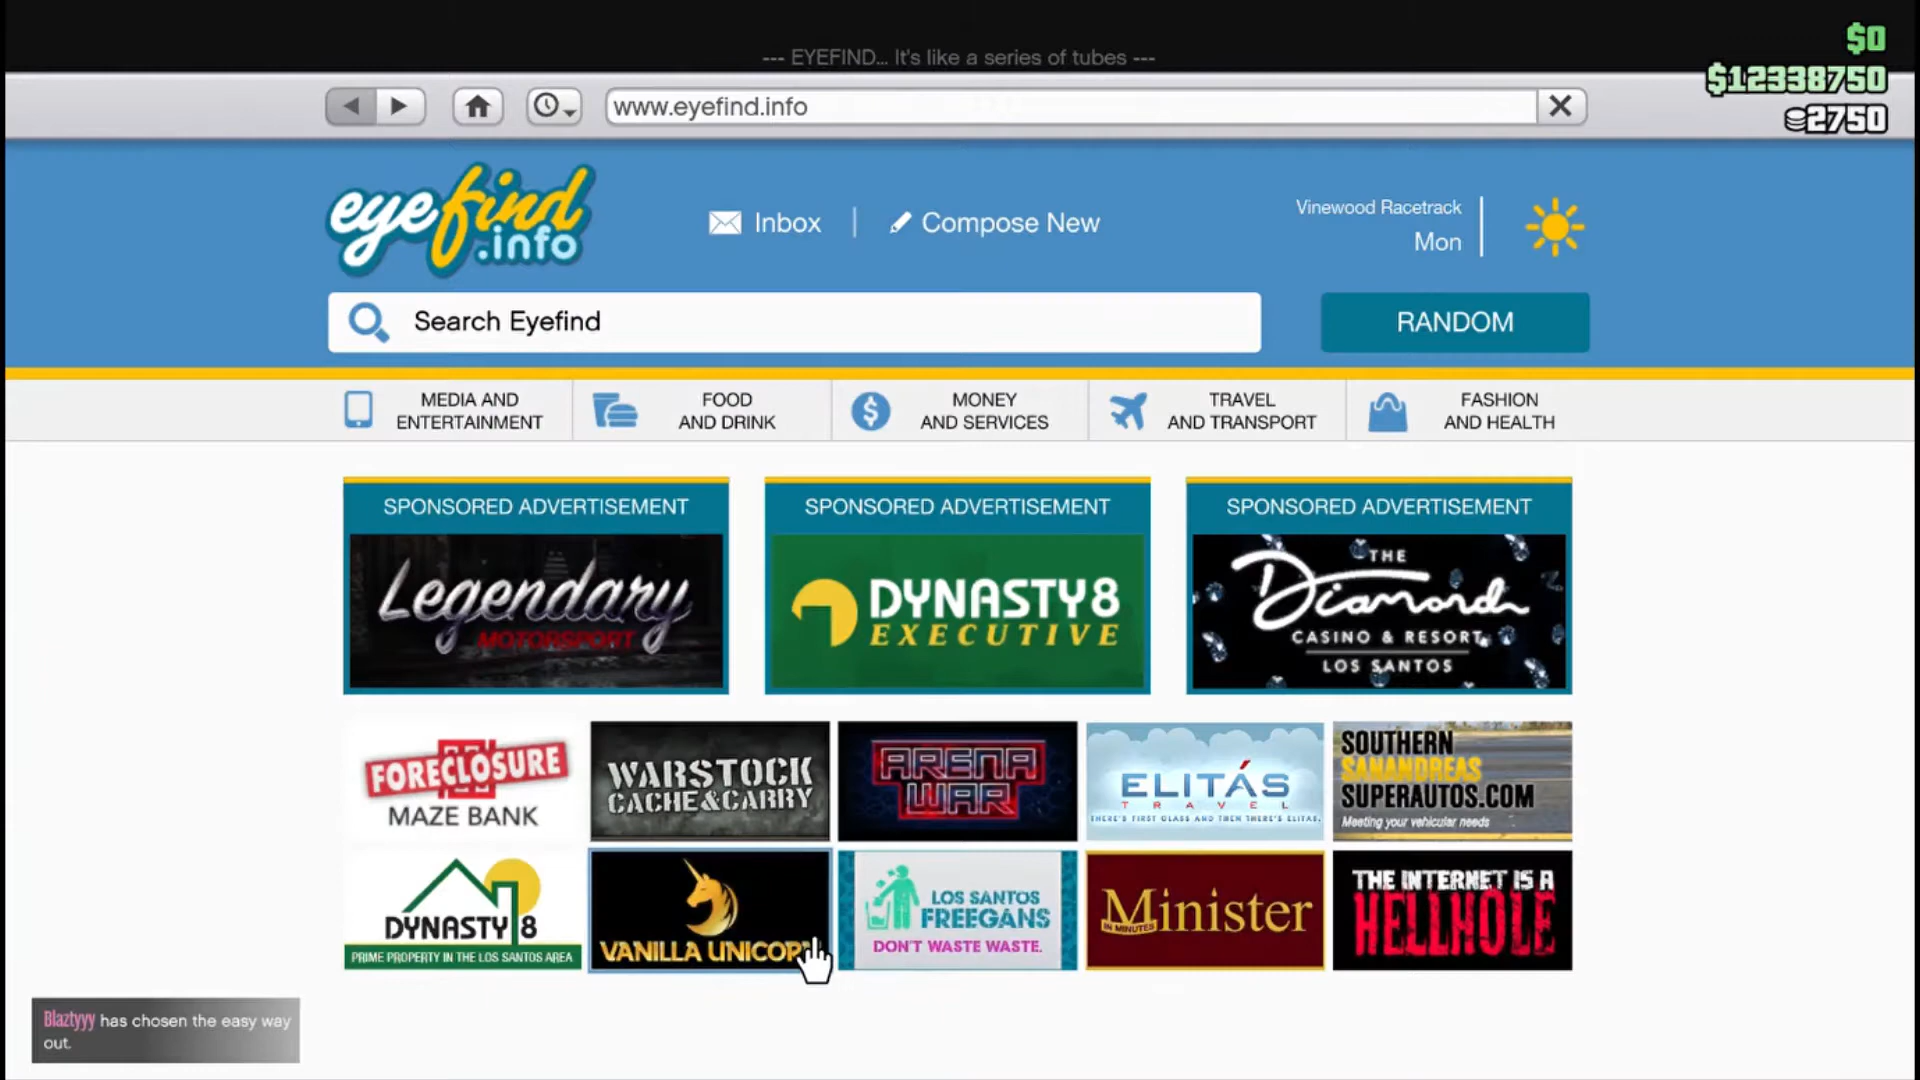 --- EYEFIND... It's like a series of tubes ---
$0
$12338750
2750
www.eyefind.info
eyefind
.info
Inbox
Compose New
Vinewood Racetrack
Mon
Search Eyefind
RANDOM
MEDIA AND
ENTERTAINMENT
FOOD
AND DRINK
MONEY
AND SERVICES
TRAVEL
AND TRANSPORT
FASHION
AND HEALTH
SPONSORED ADVERTISEMENT
Legendary
MOTORSPORT
SPONSORED ADVERTISEMENT
DYNASTY8
EXECUTIVE
SPONSORED ADVERTISEMENT
THE
Diamond
CASINO & RESORT
LOS SANTOS
FORECLOSURE
MAZE BANK
WARSTOCK
CACHE&CARRY
ARENA
WAR
ELITÁS
TRAVEL
THERE'S FIRST CLASS AND THEN THERE'S ELITÁS.
SOUTHERN
SANANDREAS
SUPERAUTOS.COM
Meeting your vehicular needs
DYNASTY 8
PRIME PROPERTY IN THE LOS SANTOS AREA
VANILLA UNICORN
LOS SANTOS
FREEGANS
DON'T WASTE WASTE.
Minister
IN MINUTES
THE INTERNET IS A
HELLHOLE
Blaztyyy has chosen the easy way
out.